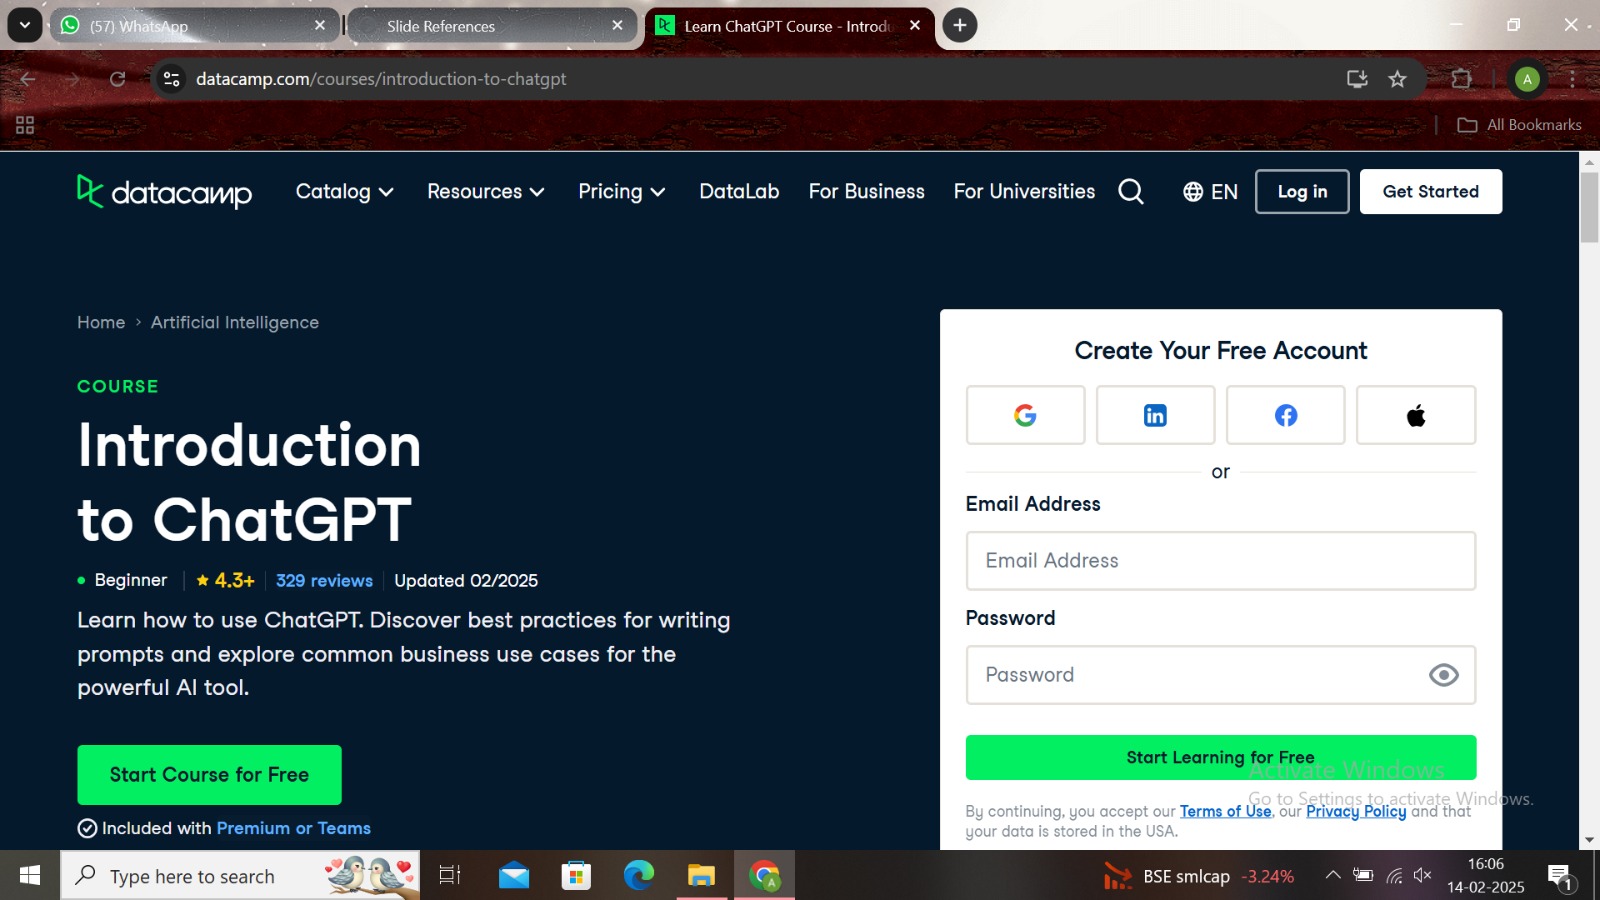 (57) WhatsApp
Slide References
Learn ChatGPT Course - Introdu
datacamp.com/courses/introduction-to-chatgpt
A
All Bookmarks
datacamp
Catalog
Resources
Pricing
DataLab
For Business
For Universities
EN
Log in
Get Started
Home > Artificial Intelligence
COURSE
Introduction
to ChatGPT
Beginner
4.3+
329 reviews
Updated 02/2025
Learn how to use ChatGPT. Discover best practices for writing
prompts and explore common business use cases for the
powerful AI tool.
Start Course for Free
Included with Premium or Teams
Create Your Free Account
or
Email Address
Email Address
Password
Password
Start Learning for Free
Activate Windows
Go to Settings to activate Windows.
By continuing, you accept our Terms of Use, our Privacy Policy and that
your data is stored in the USA.
Type here to search
A
BSE smlcap -3.24%
16:06
14-02-2025
1